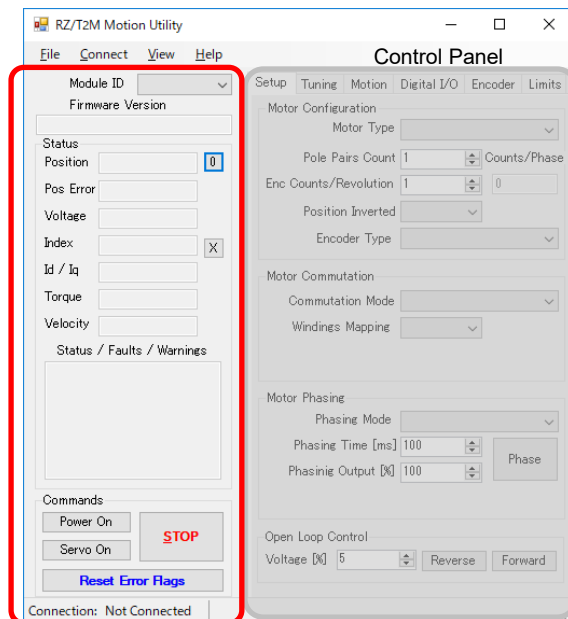 RZ/T2M Motion Utility
File Connect View Help
Control Panel
Module ID
Firmware Version
Status
Position 0
Pos Error
Voltage
Index X
Id / Iq
Torque
Velocity
Status / Faults / Warnings
Commands
Power On
Servo On
STOP
Reset Error Flags
Connection: Not Connected
Setup Tuning Motion Digital I/O Encoder Limits
Motor Configuration
Motor Type
Pole Pairs Count 1 Counts/Phase
Enc Counts/Revolution 1 0
Position Inverted
Encoder Type
Motor Commutation
Commutation Mode
Windings Mapping
Motor Phasing
Phasing Mode
Phasing Time [ms] 100
Phasinig Output [%] 100
Phase
Open Loop Control
Voltage [%] 5 Reverse Forward